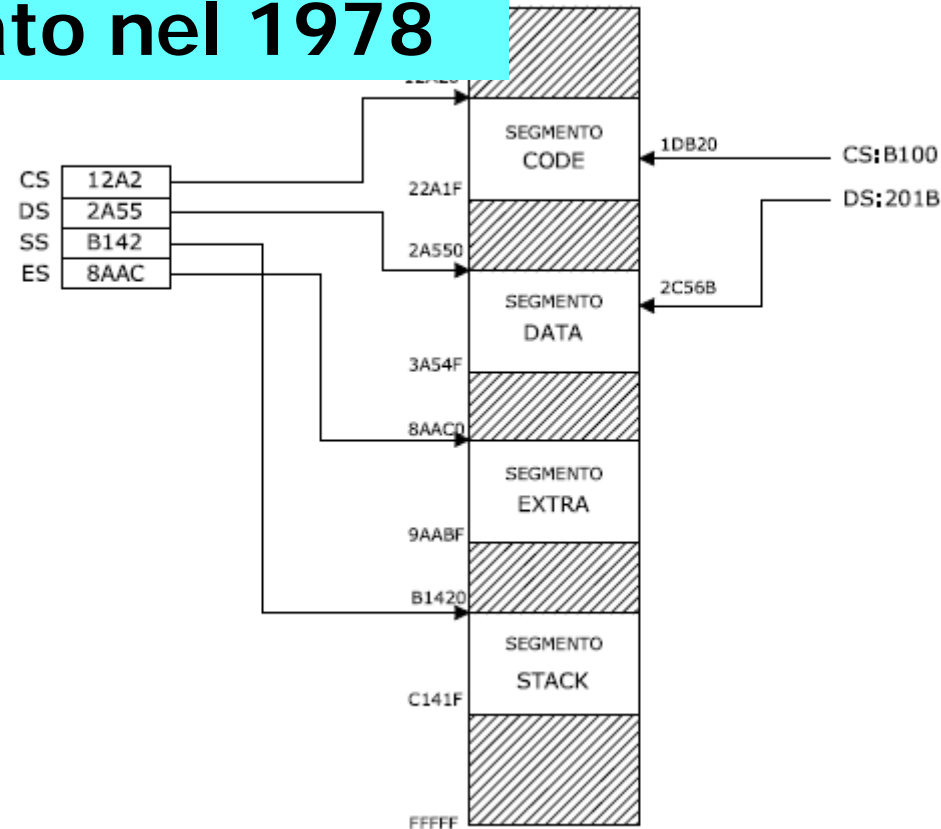 nel 1978
SEGMENTO
CODE
1DB20
CS:B100
CS 12A2
22A1F
DS:201B
DS 2A55
SS B142
2A550
ES 8AAC
2C56B
SEGMENTO
DATA
3A54F
8AAC0
SEGMENTO
EXTRA
9AABF
B1420
SEGMENTO
STACK
C141F
FFFFF